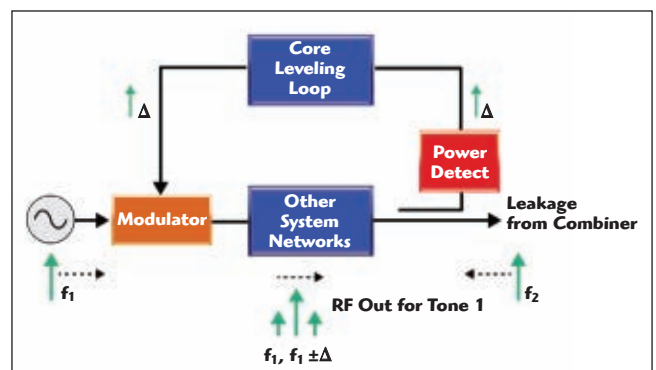 Core
Leveling
Loop
Δ
Δ
Power
Detect
Modulator
Other
System
Networks
Leakage
from Combiner
f1
RF Out for Tone 1
f2
f1, f1 ±Δ